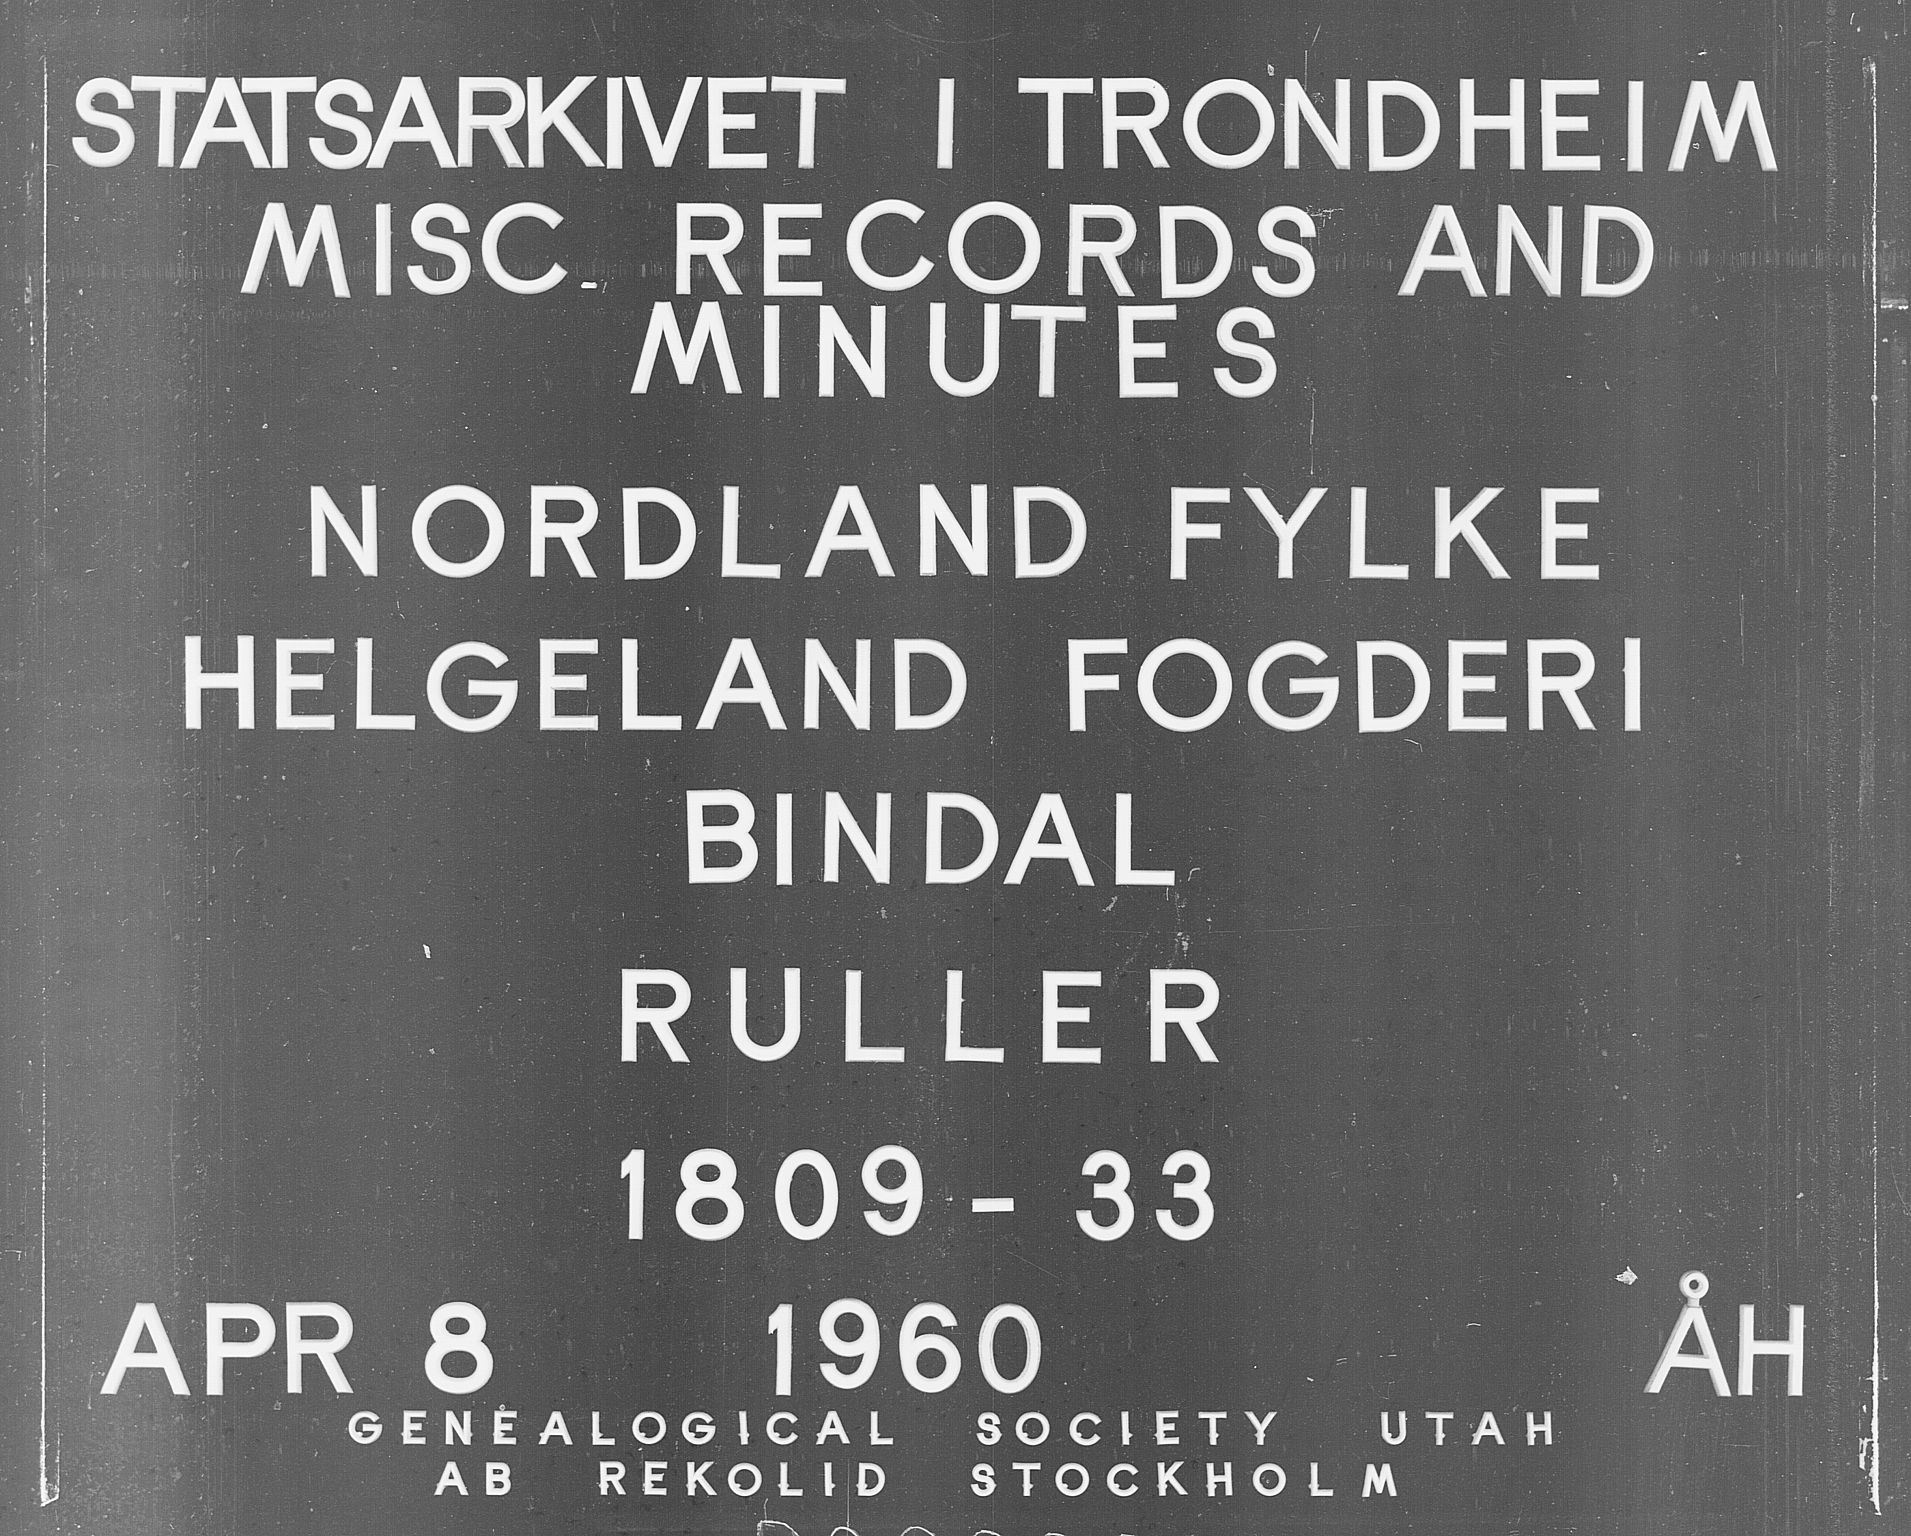 STATSARKIVET I TRONDHEIM
MISC. RECORDS AND
MINUTES
NORDLAND FYLKE
HELGELAND FOGDERI
BINDAL
RULLER
1809 - 33
APR 8 1960 ÅH
GENEALOGICAL SOCIETY UTAH
AB REKOLID STOCKHOLM